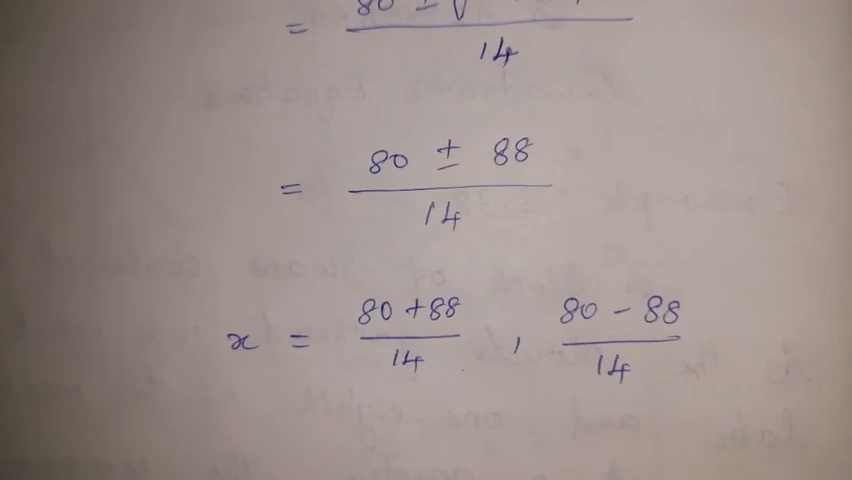 = 80 ± √ / 14
= 80 ± 88 / 14
x = 80 + 88 / 14 , 80 - 88 / 14